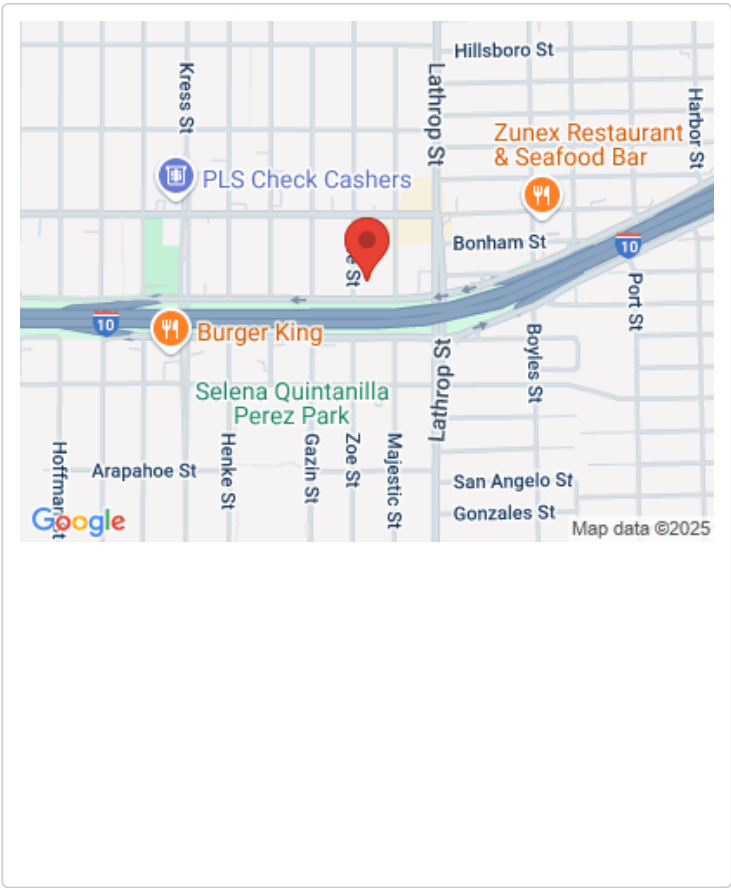 Hillsboro St
Kress St
Lathrop St
Harbor St
Zunex Restaurant
& Seafood Bar
PLS Check Cashers
Bonham St
10
e St
Port St
10
Burger King
Boyles St
Lathrop St
Selena Quintanilla
Perez Park
Hoffman St
Arapahoe St
Henke St
Gazin St
Zoe St
Majestic St
San Angelo St
Gonzales St
Google
Map data ©2025